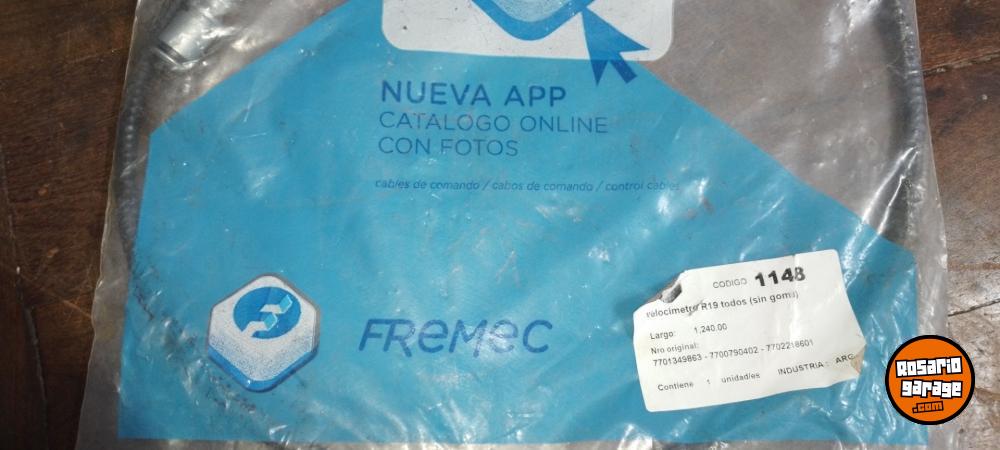 NUEVA APP
CATALOGO ONLINE
CON FOTOS
cables de comando / cabos de comando / control cables
FREMEC
CODIGO 1148
velocimetro R19 todos (sin goma)
Largo: 1,240.00
Nro original:
7701349863 - 7700790402 - 7702218601
Contiene 1 unidad/es INDUSTRIA: ARG
ROSARIO
garage
.com